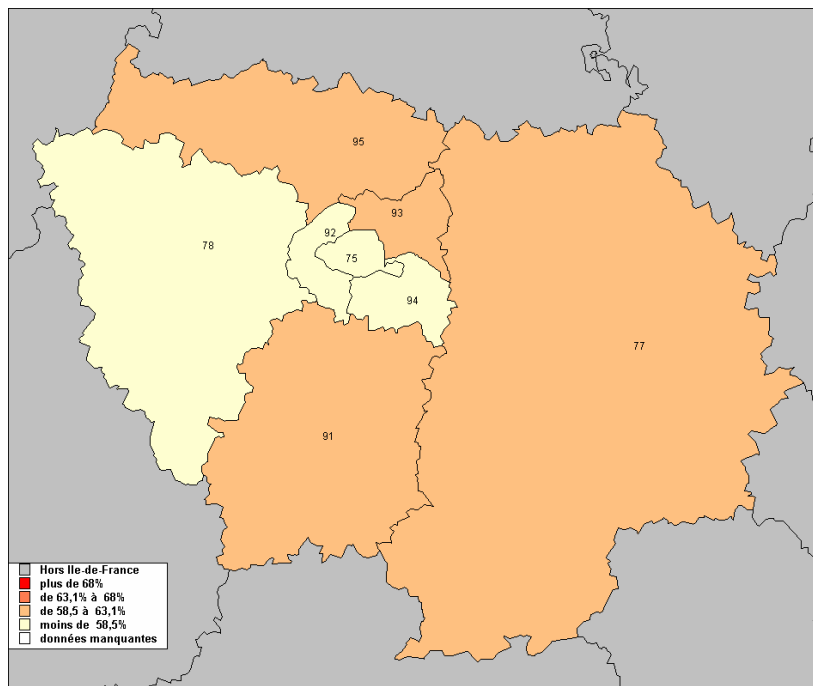 95
93
92
78
75
94
77
91
Hors Ile-de-France
plus de 68%
de 63,1% à 68%
de 58,5 à 63,1%
moins de 58,5%
données manquantes